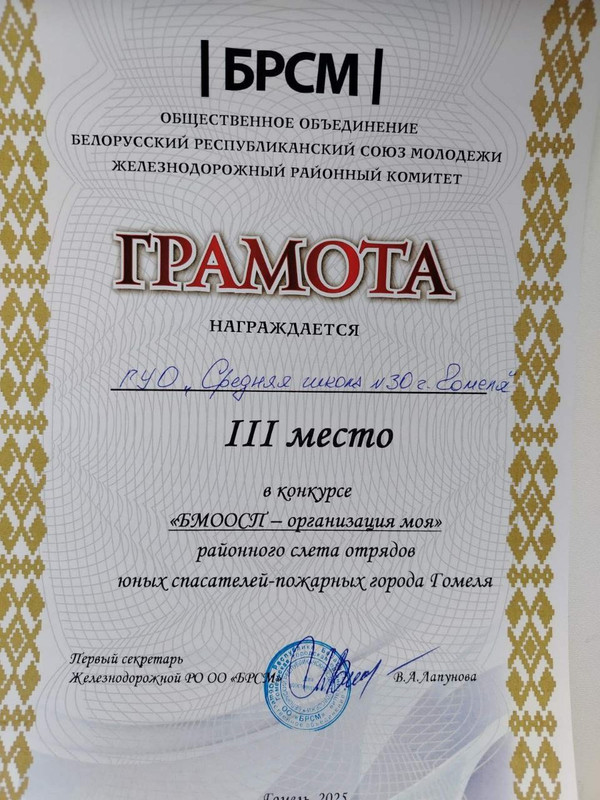 |БРСМ|
ОБЩЕСТВЕННОЕ ОБЪЕДИНЕНИЕ
БЕЛОРУССКИЙ РЕСПУБЛИКАНСКИЙ СОЮЗ МОЛОДЕЖИ
ЖЕЛЕЗНОДОРОЖНЫЙ РАЙОННЫЙ КОМИТЕТ
ГРАМОТА
НАГРАЖДАЕТСЯ
ГУО „Средняя школа №30 г. Гомеля"
III место
в конкурсе
«БМООСП – организация моя»
районного слета отрядов
юных спасателей-пожарных города Гомеля
Первый секретарь
Железнодорожной РО ОО «БРСМ» В.А.Лапунова
ОО «БРСМ»
Гомель, 2025